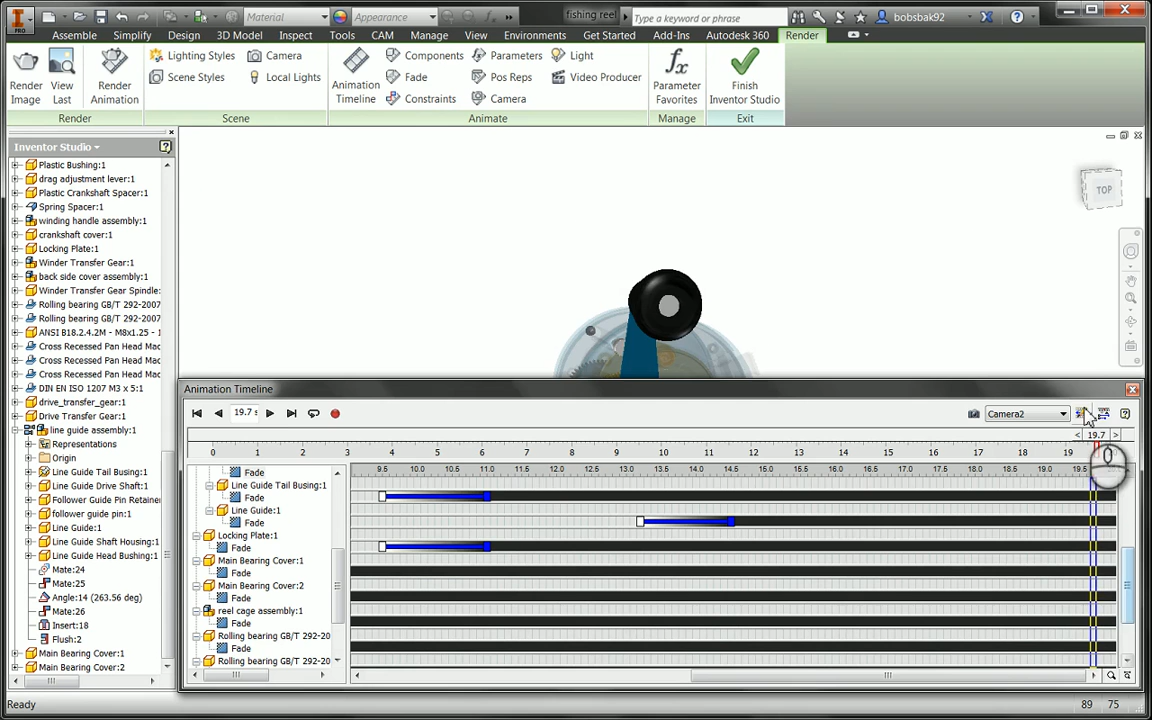 Material
Appearance
fishing reel
Type a keyword or phrase
bobsbak92
PRO
Assemble Simplify Design 3D Model Inspect Tools CAM Manage View Environments Get Started Add-Ins Autodesk 360 Render
Render Image
View Last
Render Animation
Lighting Styles
Scene Styles
Camera
Local Lights
Animation Timeline
Components
Fade
Constraints
Parameters
Pos Reps
Camera
Light
Video Producer
Parameter Favorites
Finish Inventor Studio
Render Scene Animate Manage Exit
Inventor Studio
Plastic Bushing:1
drag adjustment lever:1
Plastic Crankshaft Spacer:1
Spring Spacer:1
winding handle assembly:1
crankshaft cover:1
Locking Plate:1
Winder Transfer Gear:1
back side cover assembly:1
Winder Transfer Gear Spindle:
Rolling bearing GB/T 292-2007
Rolling bearing GB/T 292-2007
ANSI B18.2.4.2M - M8x1.25 - 1
Cross Recessed Pan Head Mac
Cross Recessed Pan Head Mac
DIN EN ISO 1207 M3 x 5:1
drive_transfer_gear:1
Drive Transfer Gear:1
line guide assembly:1
Representations
Origin
Line Guide Tail Busing:1
Line Guide Drive Shaft:1
Follower Guide Pin Retainer
follower guide pin:1
Line Guide:1
Line Guide Shaft Housing:1
Line Guide Head Bushing:1
Mate:24
Mate:25
Angle:14 (263.56 deg)
Mate:26
Insert:18
Flush:2
Main Bearing Cover:1
Main Bearing Cover:2
TOP
Animation Timeline
19.7 s
Camera2
19.7
0 1 2 3 4 5 6 7 8 9 10 11 12 13 14 15 16 17 18 19
9.5 10.0 10.5 11.0 11.5 12.0 12.5 13.0 13.5 14.0 14.5 15.0 15.5 16.0 16.5 17.0 17.5 18.0 18.5 19.0 19.5
Fade
Line Guide Tail Busing:1
Fade
Line Guide:1
Fade
Locking Plate:1
Fade
Main Bearing Cover:1
Fade
Main Bearing Cover:2
Fade
reel cage assembly:1
Fade
Rolling bearing GB/T 292-20
Fade
Rolling bearing GB/T 292-20
Ready
89 75